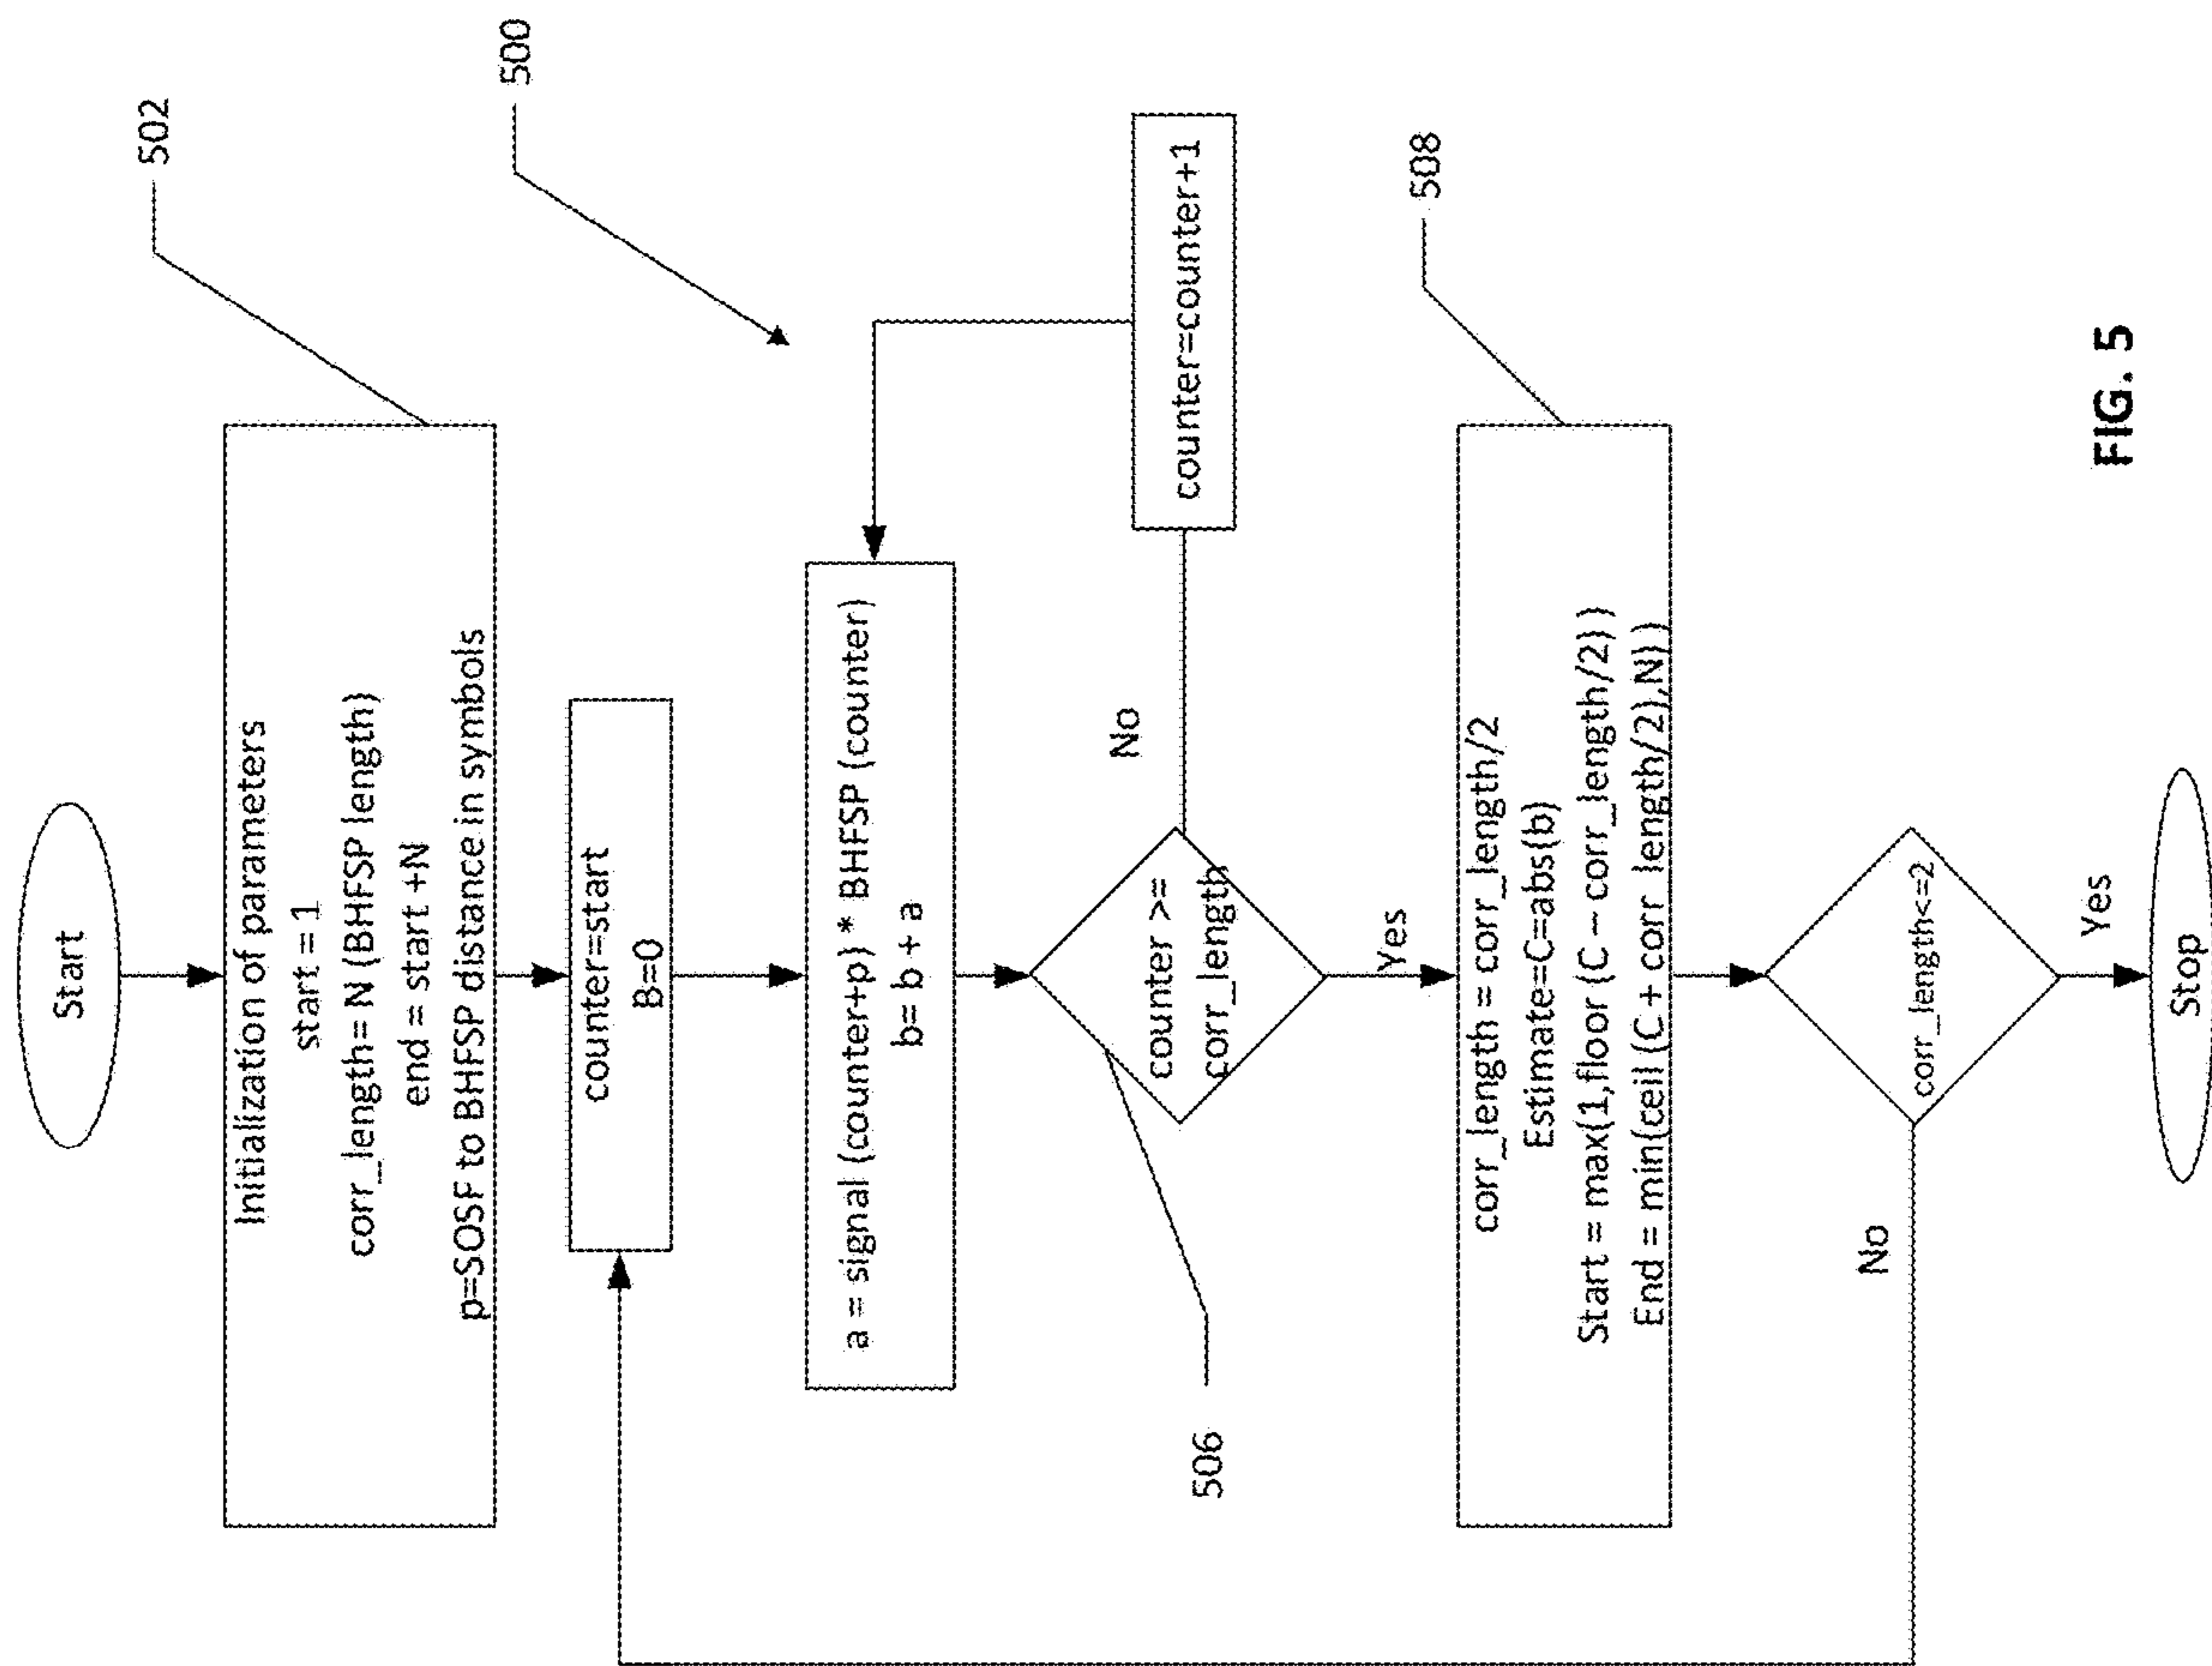 Start
502
Initialization of parameters
start = 1
corr_length= N (BHFSP length)
end = start +N
p=SOSF to BHFSP distance in symbols
500
counter=start
B=0
a = signal (counter+p) * BHFSP (counter)
b= b + a
counter >=
corr_length
No
counter=counter+1
506
Yes
508
corr_length = corr_length/2
Estimate=C=abs(b)
Start = max(1,floor (C – corr_length/2) )
End = min(ceil (C + corr_length/2),N) )
corr_length<=2
No
Yes
Stop
FIG. 5